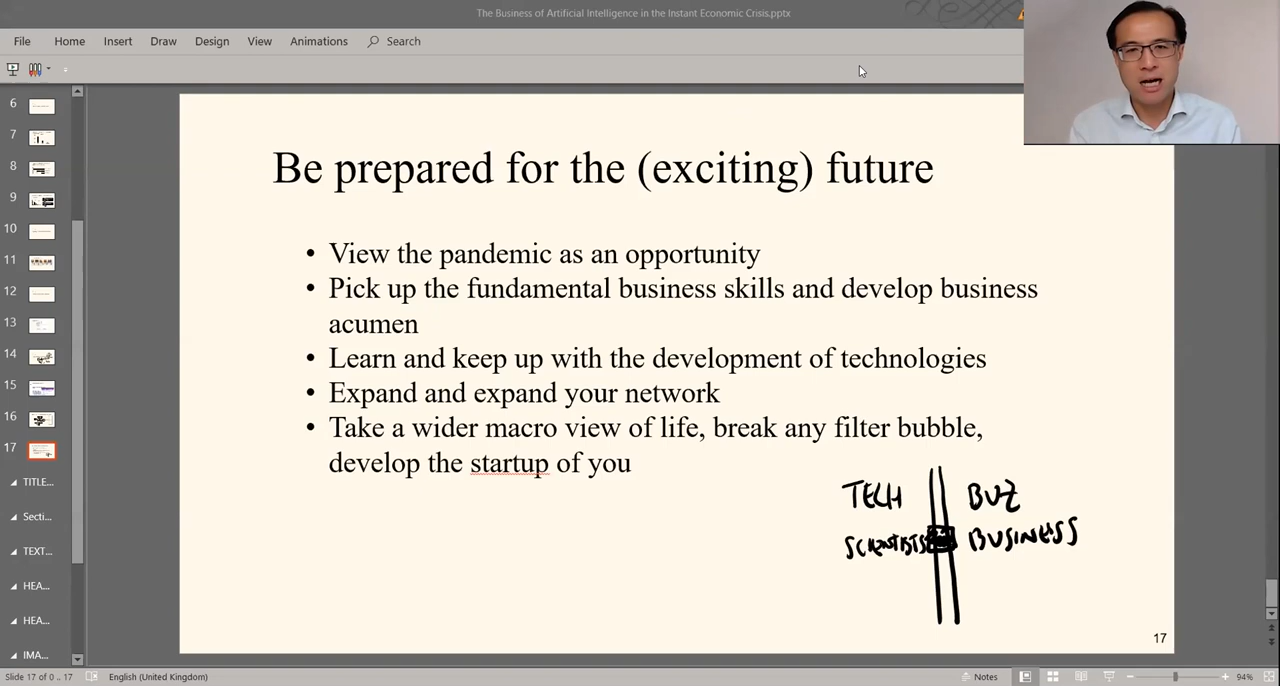 The Business of Artificial Intelligence in the Instant Economic Crisis.pptx
File Home Insert Draw Design View Animations Search
6
7
8
9
10
11
12
13
14
15
16
17
TITLE...
Secti...
TEXT...
HEA...
HEA...
IMA...
Be prepared for the (exciting) future
• View the pandemic as an opportunity
• Pick up the fundamental business skills and develop business
acumen
• Learn and keep up with the development of technologies
• Expand and expand your network
• Take a wider macro view of life, break any filter bubble,
develop the startup of you
TECH BUZ
SCIENTISTS BUSINESS
17
Slide 17 of 0 .. 17 English (United Kingdom) Notes 94%